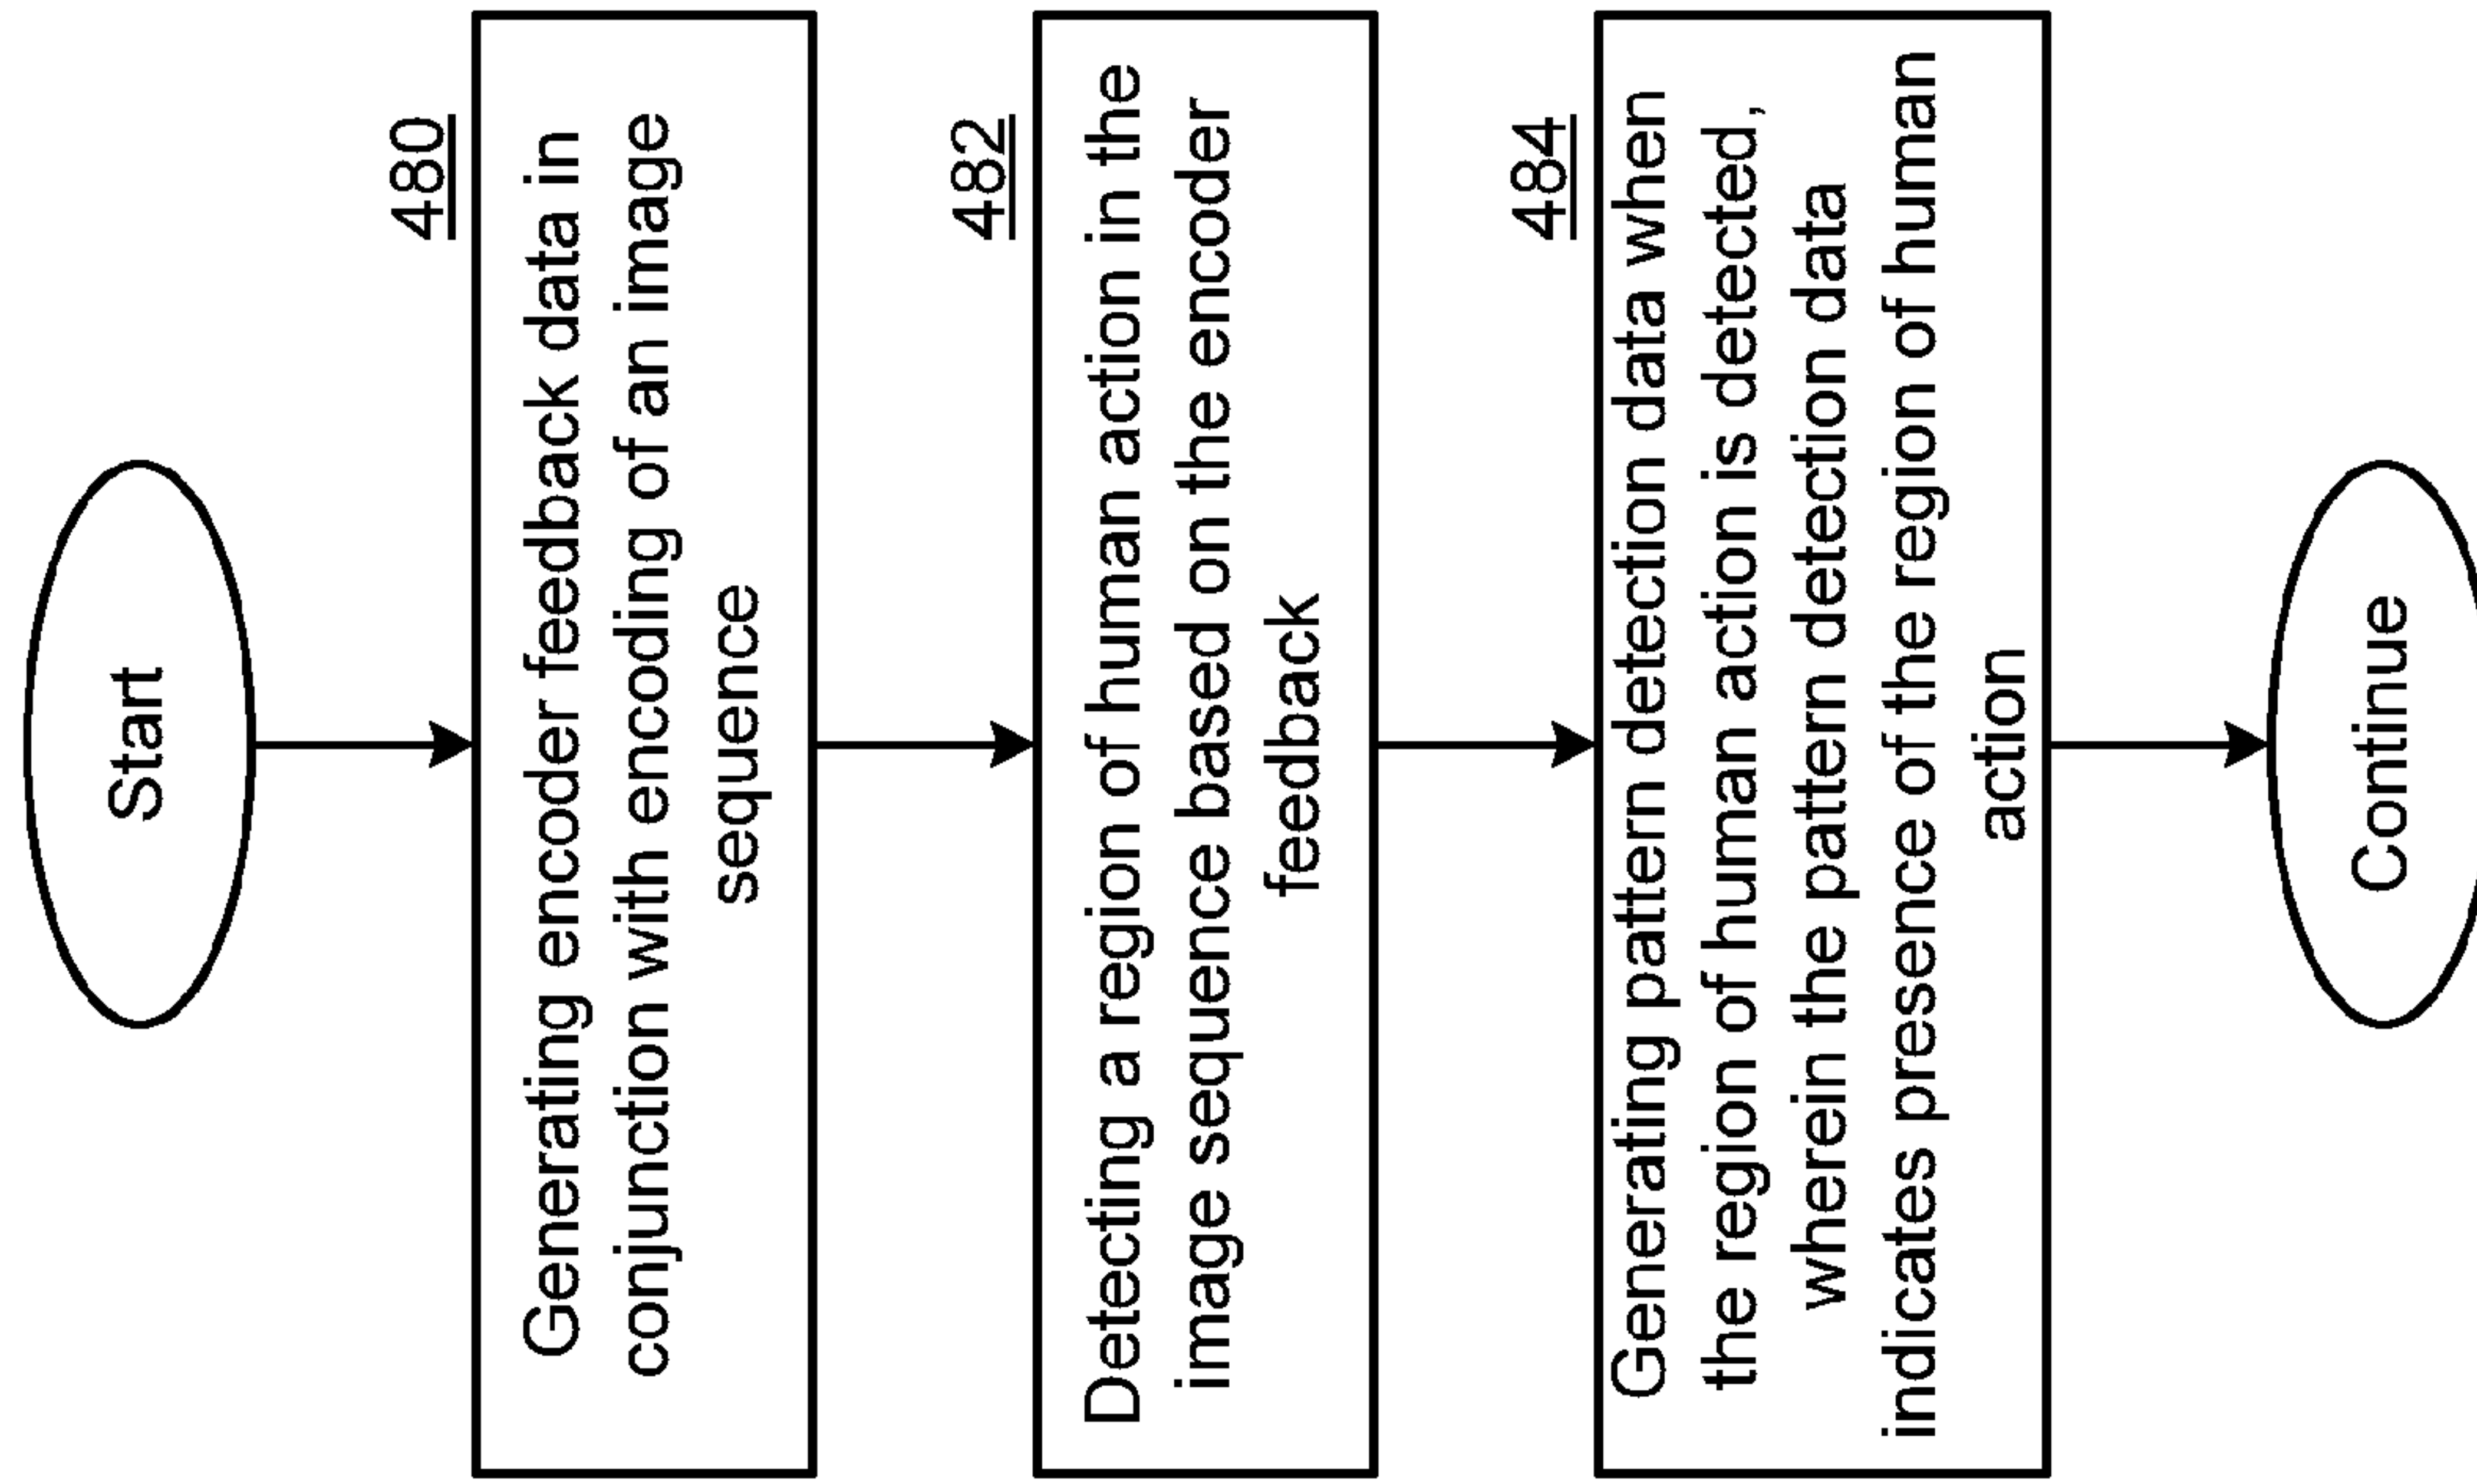 Start
480
Generating encoder feedback data in
conjunction with encoding of an image
sequence
482
Detecting a region of human action in the
image sequence based on the encoder
feedback
484
Generating pattern detection data when
the region of human action is detected,
wherein the pattern detection data
indicates presence of the region of human
action
Continue